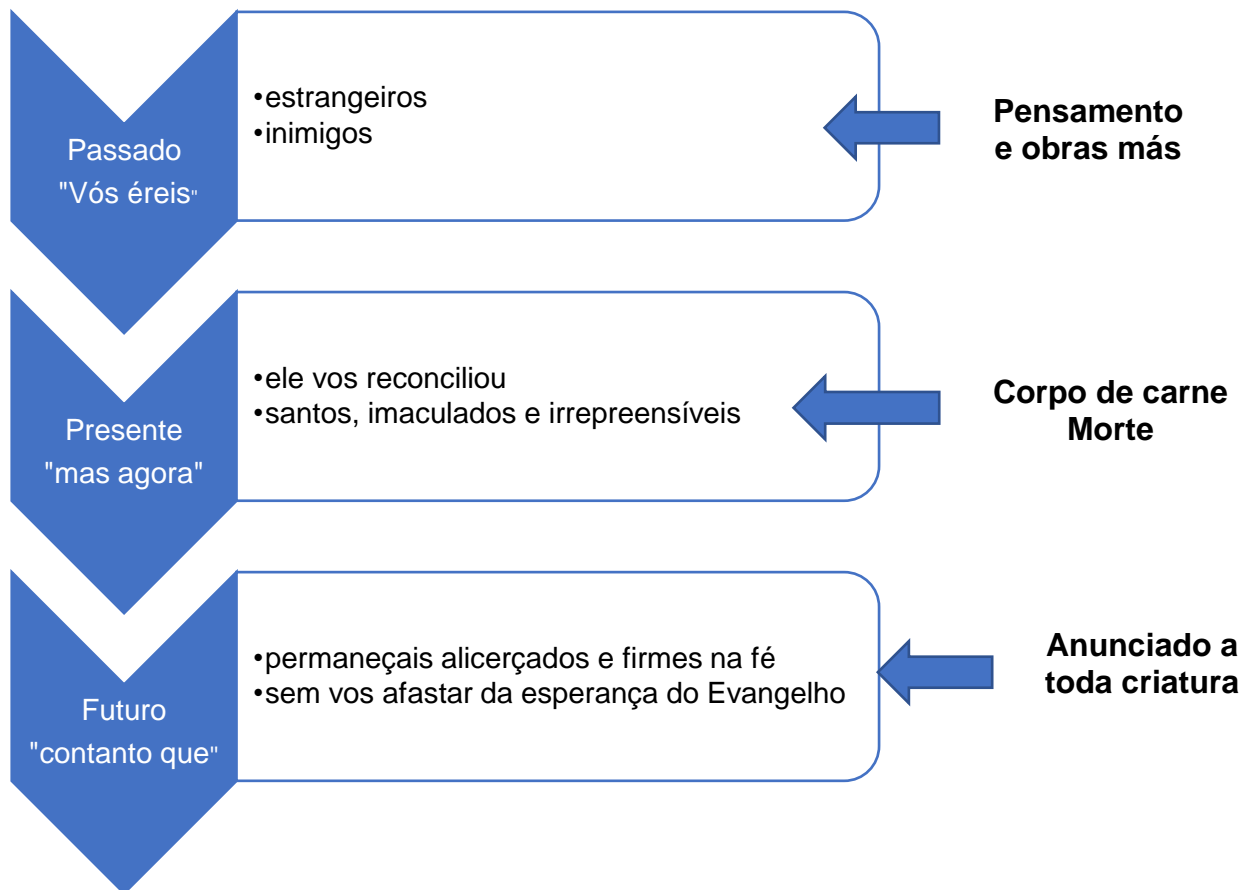 Passado
"Vós éreis"
•estrangeiros
•inimigos
Pensamento
e obras más
Presente
"mas agora"
•ele vos reconciliou
•santos, imaculados e irrepreensíveis
Corpo de carne
Morte
Futuro
"contanto que"
•permaneçais alicerçados e firmes na fé
•sem vos afastar da esperança do Evangelho
Anunciado a
toda criatura